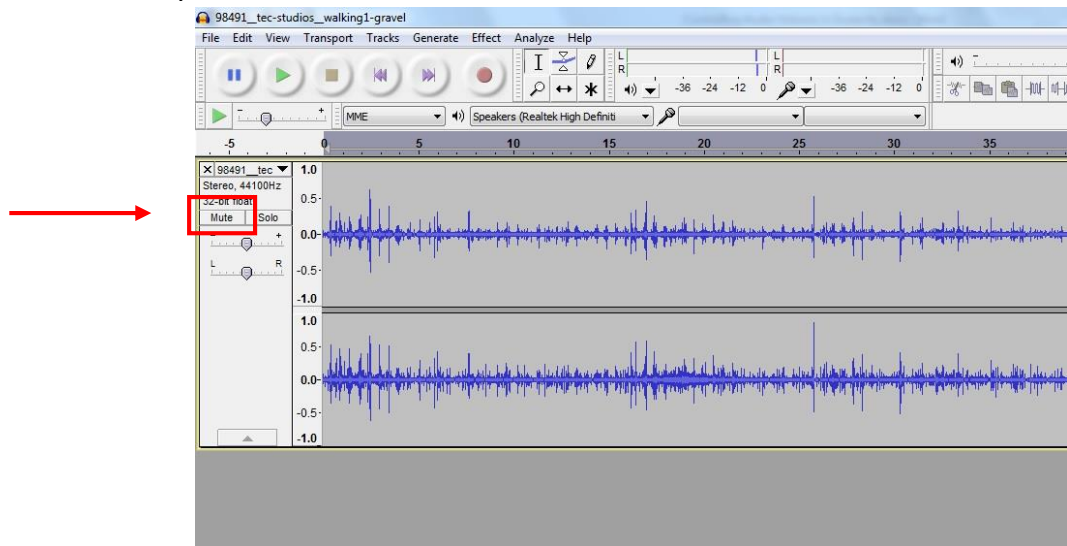 98491__tec-studios__walking1-gravel
File Edit View Transport Tracks Generate Effect Analyze Help
L
R
-36 -24 -12 0
L
R
-36 -24 -12 0
- +
MME
Speakers (Realtek High Definiti
-5 0 5 10 15 20 25 30 35
X 98491__tec
Stereo, 44100Hz
32-bit float
Mute Solo
- +
L R
1.0
0.5
0.0
-0.5
-1.0
1.0
0.5
0.0
-0.5
-1.0